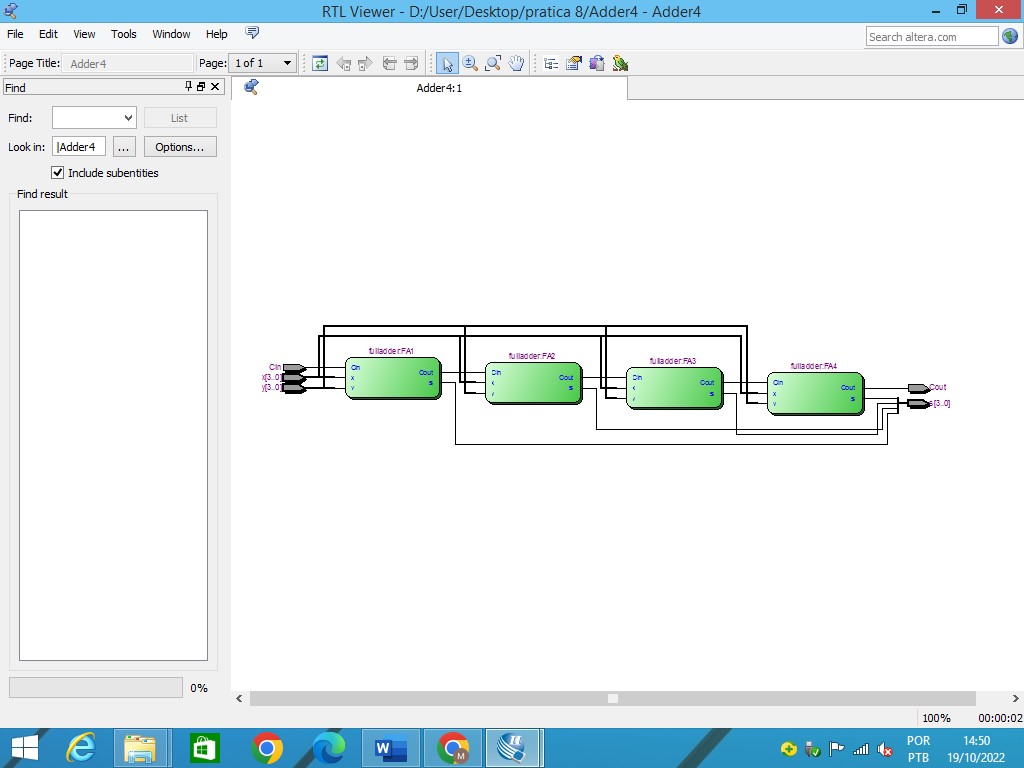 RTL Viewer - D:/User/Desktop/pratica 8/Adder4 - Adder4
File Edit View Tools Window Help
Search altera.com
Page Title: Adder4 Page: 1 of 1
Find
Adder4:1
Find: List
Look in: |Adder4 ... Options...
Include subentities
Find result
fulladder:FA1
fulladder:FA2
fulladder:FA3
fulladder:FA4
Cin
x[3..0]
y[3..0]
Cin
x
y
Cout
s
Cin
x
y
Cout
s
Cin
x
y
Cout
s
Cin
x
y
Cout
s
Cout
s[3..0]
0%
100% 00:00:02
W
M
POR
PTB
14:50
19/10/2022